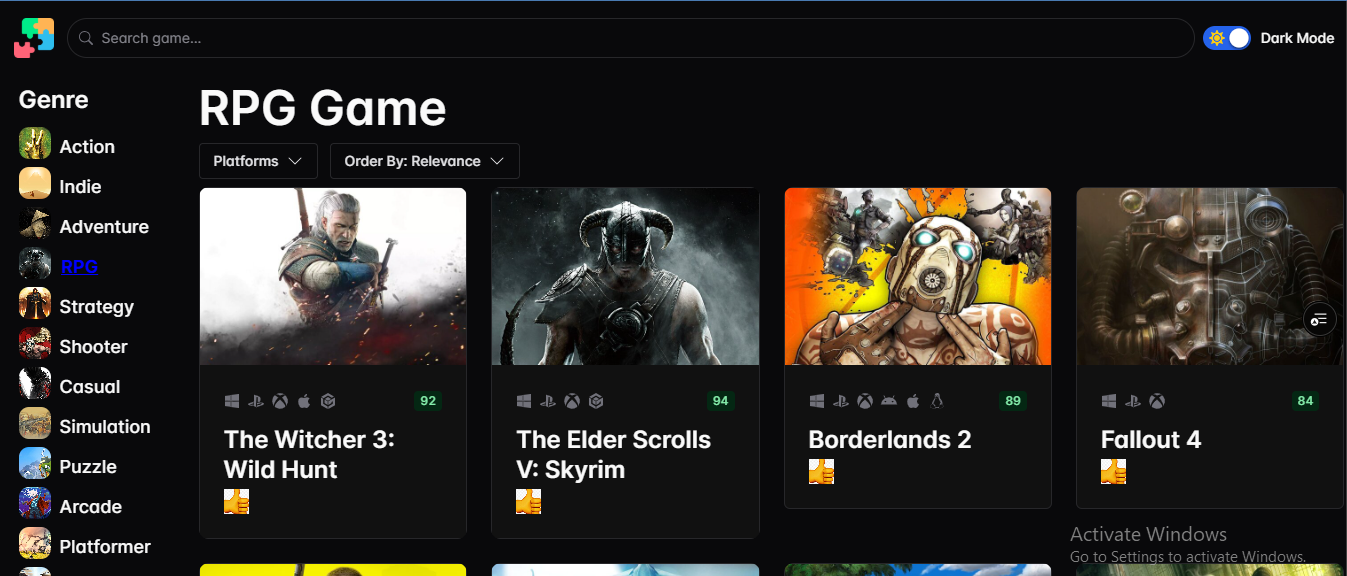 Search game...
Dark Mode
Genre
Action
Indie
Adventure
RPG
Strategy
Shooter
Casual
Simulation
Puzzle
Arcade
Platformer
RPG Game
Platforms
Order By: Relevance
92
The Witcher 3:
Wild Hunt
94
The Elder Scrolls
V: Skyrim
89
Borderlands 2
84
Fallout 4
Activate Windows
Go to Settings to activate Windows.